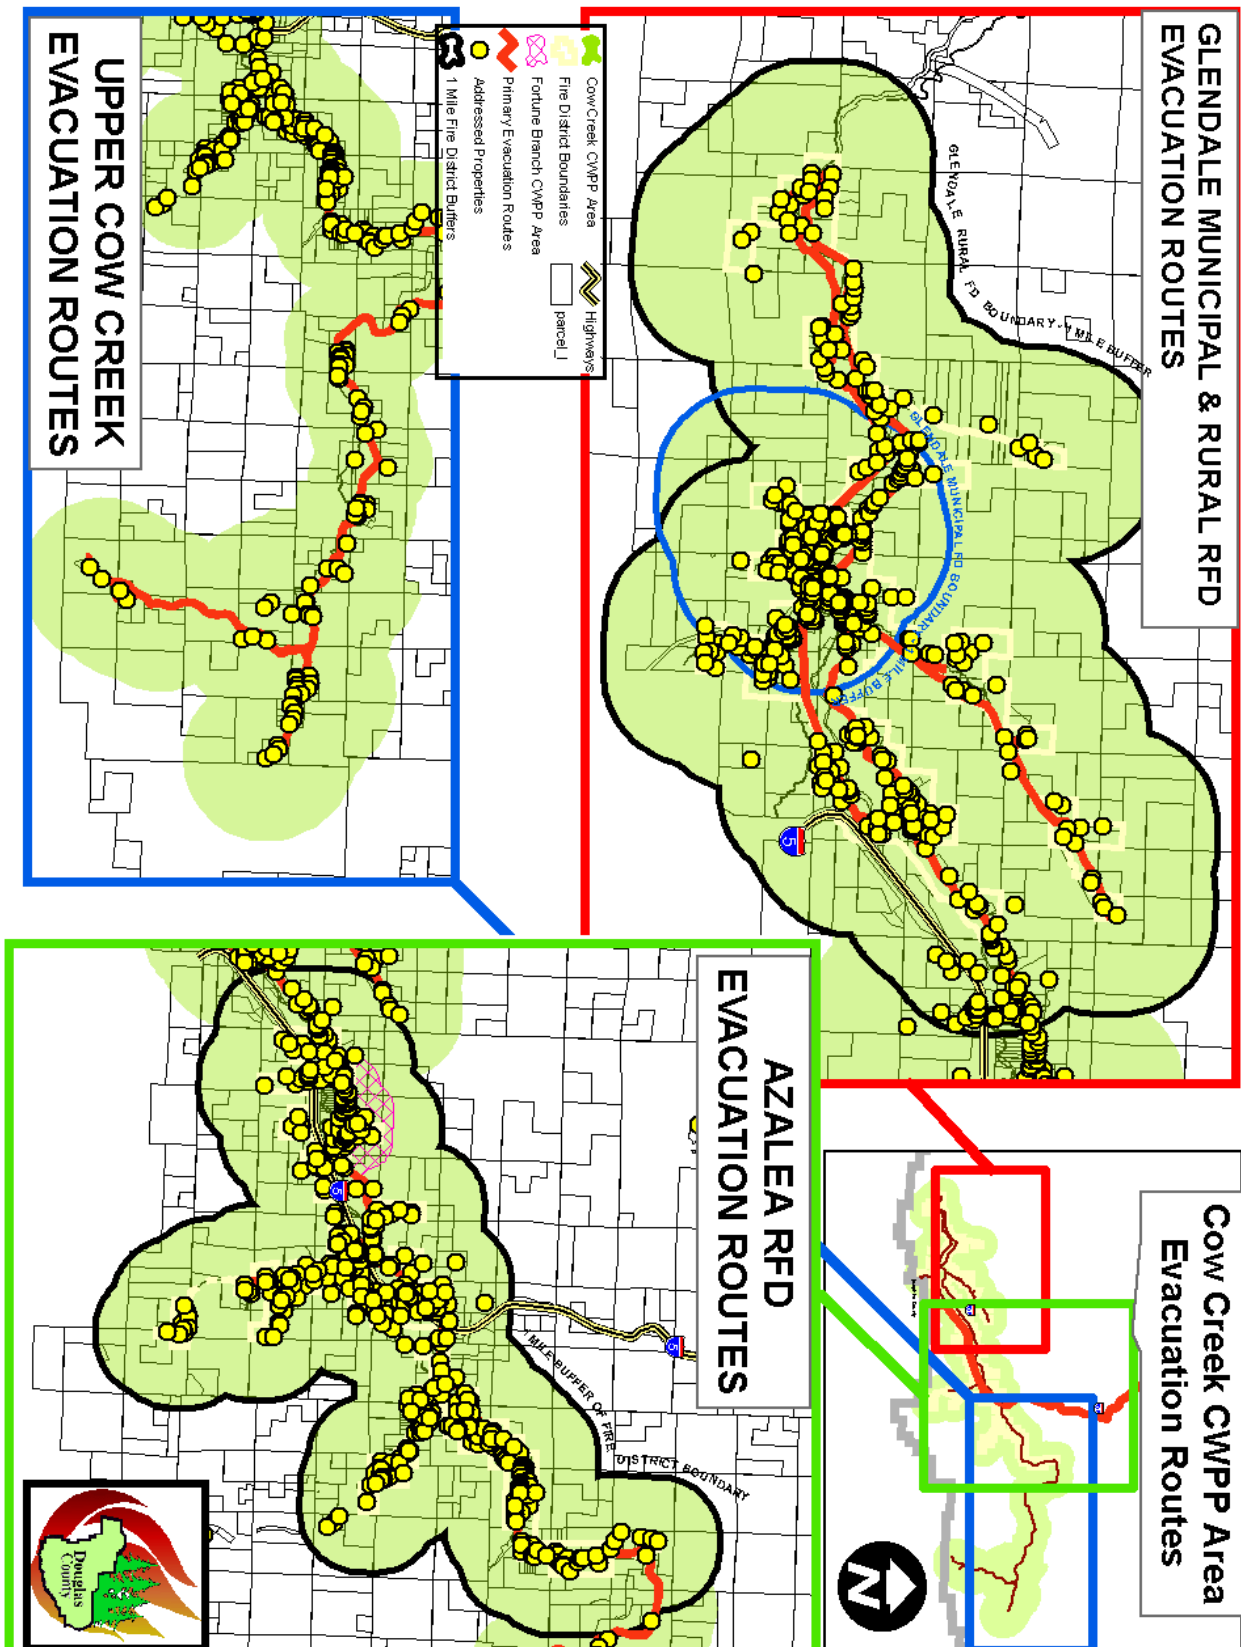 GLENDALE MUNICIPAL & RURAL RFD
EVACUATION ROUTES
GLENDALE RURAL FD BOUNDARY-1 MILE BUFFER
GLENDALE MUNICIPAL FD BOUNDARY-1 MILE BUFFER
5
Cow Creek CWPP Area
Evacuation Routes
N
Cow Creek CWPP Area
Fire District Boundaries
Fortune Branch CWPP Area
Primary Evacuation Routes
Addressed Properties
1 Mile Fire District Buffers
Highways
parcel_l
UPPER COW CREEK
EVACUATION ROUTES
AZALEA RFD
EVACUATION ROUTES
1 MILE BUFFER OF FIRE DISTRICT BOUNDARY
5
5
Douglas
County